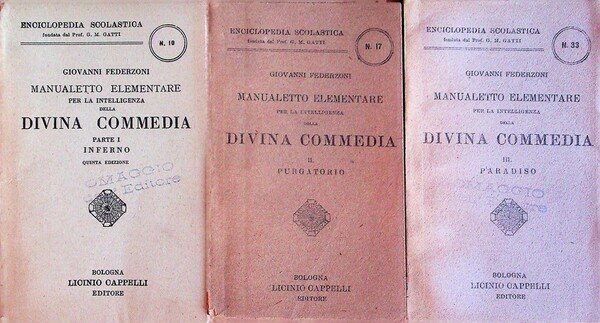 ENCICLOPEDIA SCOLASTICA
fondata dal Prof. G. M. GATTI
N. 10
GIOVANNI FEDERZONI
MANUALETTO ELEMENTARE
PER LA INTELLIGENZA
DELLA
DIVINA COMMEDIA
PARTE I
INFERNO
QUINTA EDIZIONE
OMAGGIO
Editore
BOLOGNA
LICINIO CAPPELLI
EDITORE
ENCICLOPEDIA SCOLASTICA
fondata dal Prof. G. M. GATTI
N. 17
GIOVANNI FEDERZONI
MANUALETTO ELEMENTARE
PER LA INTELLIGENZA
DELLA
DIVINA COMMEDIA
II.
PURGATORIO
BOLOGNA
LICINIO CAPPELLI
EDITORE
ENCICLOPEDIA SCOLASTICA
fondata dal Prof. G. M. GATTI
N. 33
GIOVANNI FEDERZONI
MANUALETTO ELEMENTARE
PER LA INTELLIGENZA
DELLA
DIVINA COMMEDIA
III.
PARADISO
OMAGGIO
BOLOGNA
LICINIO CAPPELLI
EDITORE